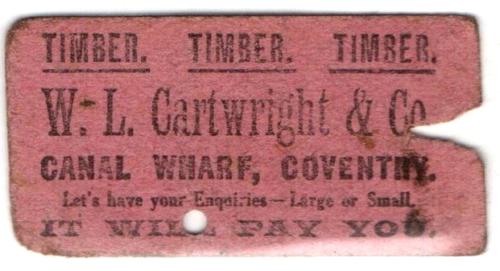 TIMBER. TIMBER. TIMBER.
W. L. Cartwright & Co
CANAL WHARF, COVENTRY.
Let's have your Enquiries—Large or Small.
IT WILL PAY YOU.